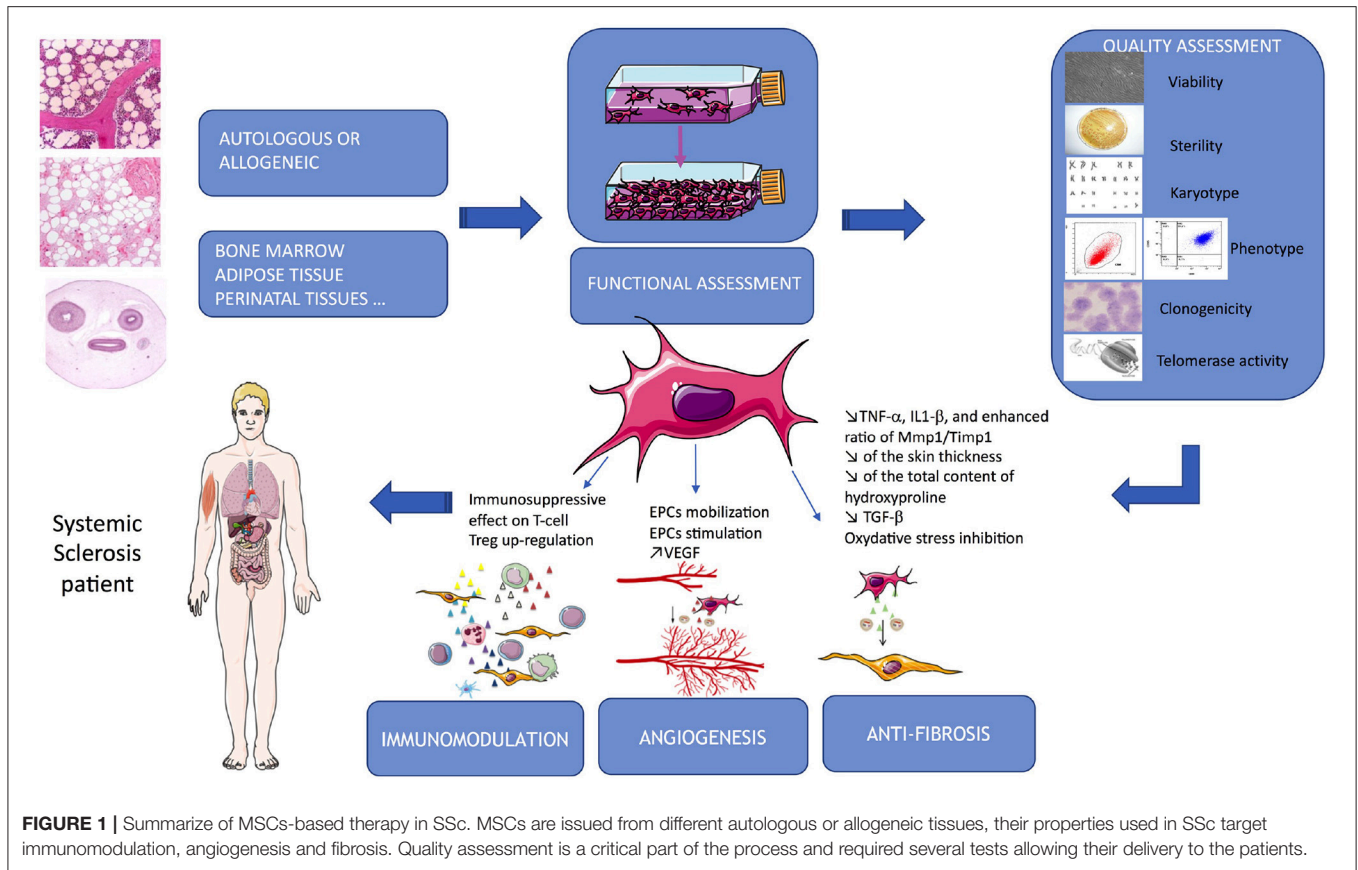 AUTOLOGOUS OR
ALLOGENEIC
BONE MARROW
ADIPOSE TISSUE
PERINATAL TISSUES ...
FUNCTIONAL ASSESSMENT
QUALITY ASSESSMENT
Viability
Sterility
Karyotype
Phenotype
Clonogenicity
Telomerase activity
↘TNF-α, IL1-β, and enhanced
ratio of Mmp1/Timp1
↘ of the skin thickness
↘ of the total content of
hydroxyproline
↘ TGF-β
Oxydative stress inhibition
EPCs mobilization
EPCs stimulation
↗VEGF
Immunosuppressive
effect on T-cell
Treg up-regulation
Systemic
Sclerosis
patient
IMMUNOMODULATION
ANGIOGENESIS
ANTI-FIBROSIS
FIGURE 1 | Summarize of MSCs-based therapy in SSc. MSCs are issued from different autologous or allogeneic tissues, their properties used in SSc target
immunomodulation, angiogenesis and fibrosis. Quality assessment is a critical part of the process and required several tests allowing their delivery to the patients.